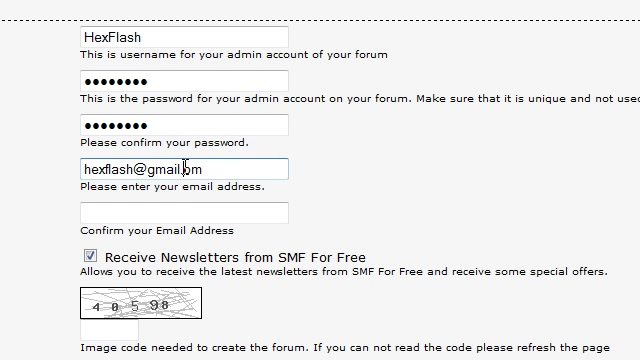 HexFlash
This is username for your admin account of your forum
●●●●●●●●
This is the password for your admin account on your forum. Make sure that it is unique and not used
●●●●●●●●
Please confirm your password.
hexflash@gmail.om
Please enter your email address.
Confirm your Email Address
Receive Newsletters from SMF For Free
Allows you to receive the latest newsletters from SMF For Free and receive some special offers.
4 0 5 9 8
Image code needed to create the forum. If you can not read the code please refresh the page